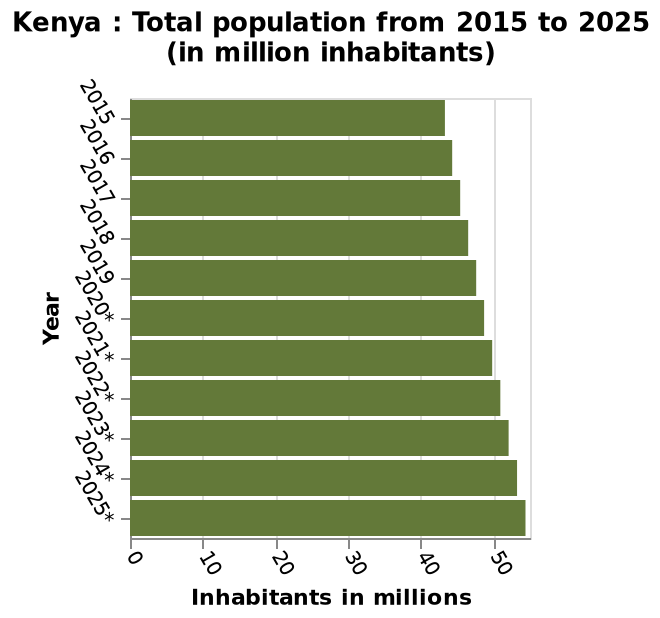 Kenya : Total population from 2015 to 2025
(in million inhabitants)
2015
2016
2017
2018
2019
2020*
2021*
2022*
2023*
2024*
2025*
Year
0 10 20 30 40 50
Inhabitants in millions